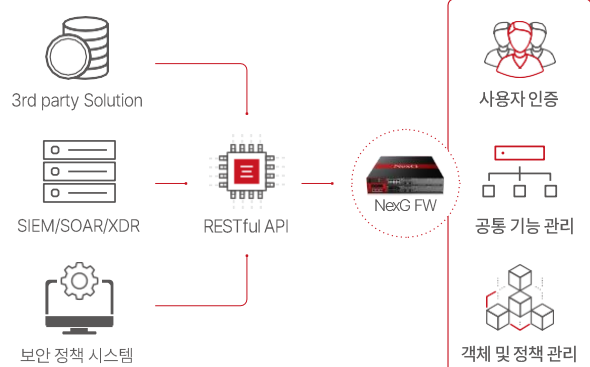 3rd party Solution
SIEM/SOAR/XDR
보안 정책 시스템
RESTful API
NexG
NexG FW
사용자 인증
공통 기능 관리
객체 및 정책 관리